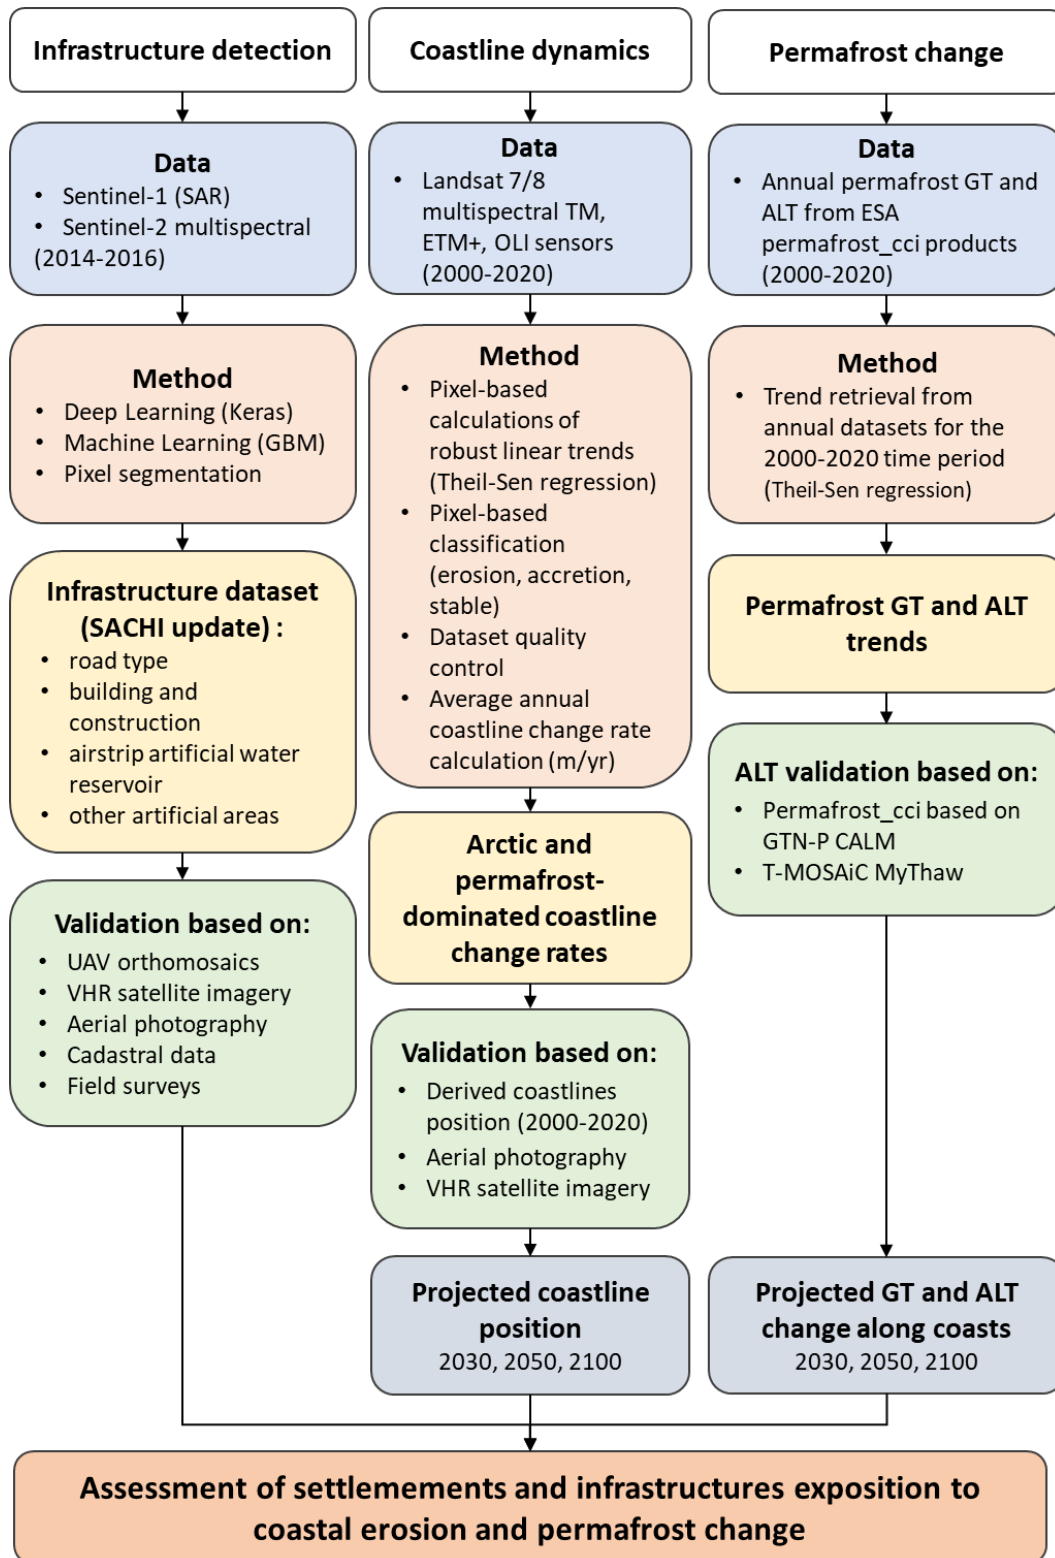 Infrastructure detection
Data
• Sentinel-1 (SAR)
• Sentinel-2 multispectral
(2014-2016)
Method
• Deep Learning (Keras)
• Machine Learning (GBM)
• Pixel segmentation
Infrastructure dataset
(SACHI update) :
• road type
• building and
construction
• airstrip artificial water
reservoir
• other artificial areas
Validation based on:
• UAV orthomosaics
• VHR satellite imagery
• Aerial photography
• Cadastral data
• Field surveys
Coastline dynamics
Data
• Landsat 7/8
multispectral TM,
ETM+, OLI sensors
(2000-2020)
Method
• Pixel-based
calculations of
robust linear trends
(Theil-Sen regression)
• Pixel-based
classification
(erosion, accretion,
stable)
• Dataset quality
control
• Average annual
coastline change rate
calculation (m/yr)
Arctic and
permafrost-
dominated coastline
change rates
Validation based on:
• Derived coastlines
position (2000-2020)
• Aerial photography
• VHR satellite imagery
Projected coastline
position
2030, 2050, 2100
Permafrost change
Data
• Annual permafrost GT and
ALT from ESA
permafrost_cci products
(2000-2020)
Method
• Trend retrieval from
annual datasets for the
2000-2020 time period
(Theil-Sen regression)
Permafrost GT and ALT
trends
ALT validation based on:
• Permafrost_cci based on
GTN-P CALM
• T-MOSAiC MyThaw
Projected GT and ALT
change along coasts
2030, 2050, 2100
Assessment of settlemements and infrastructures exposition to
coastal erosion and permafrost change